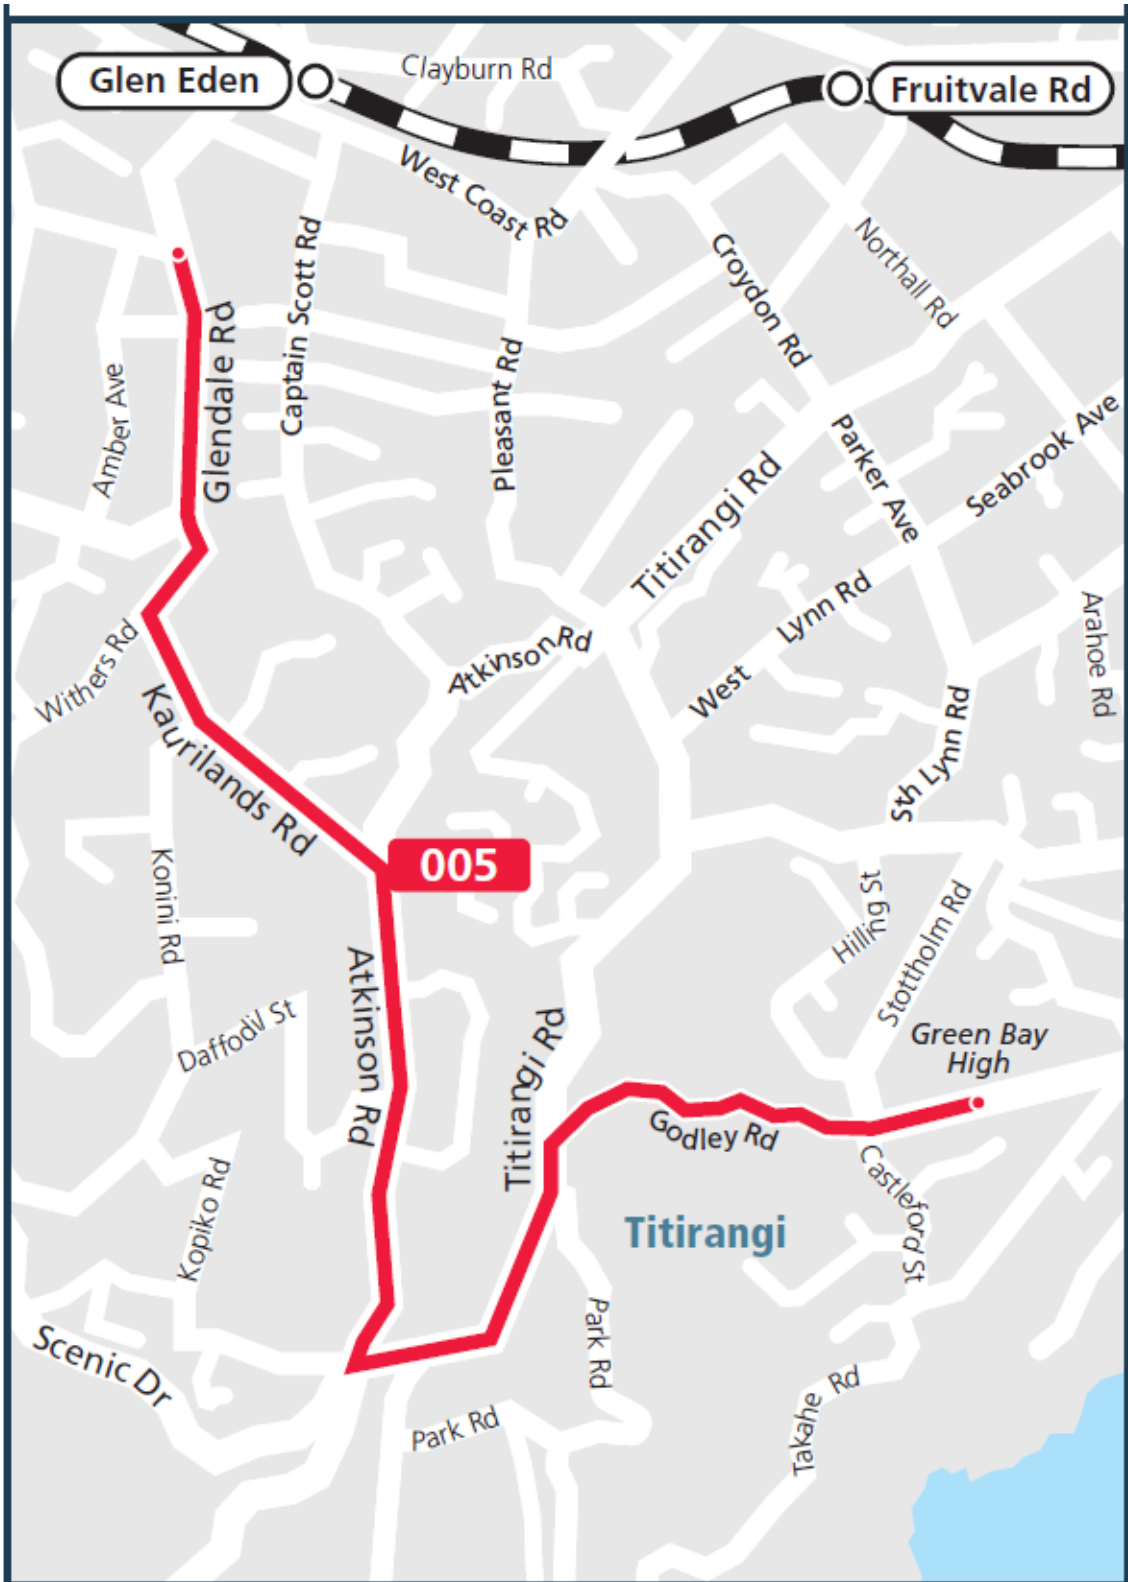 Glen Eden
Clayburn Rd
Fruitvale Rd
West Coast Rd
Captain Scott Rd
Croydon Rd
Northall Rd
Glendale Rd
Pleasant Rd
Amber Ave
Parker Ave
Seabrook Ave
Titirangi Rd
Lynn Rd
West
Arahoe Rd
Atkinson Rd
Withers Rd
Kaurilands Rd
Sth Lynn Rd
005
Konini Rd
Hilling St
Stottholm Rd
Atkinson Rd
Daffodil St
Titirangi Rd
Green Bay
High
Godley Rd
Castleford St
Kopiko Rd
Titirangi
Park Rd
Scenic Dr
Park Rd
Takahe Rd